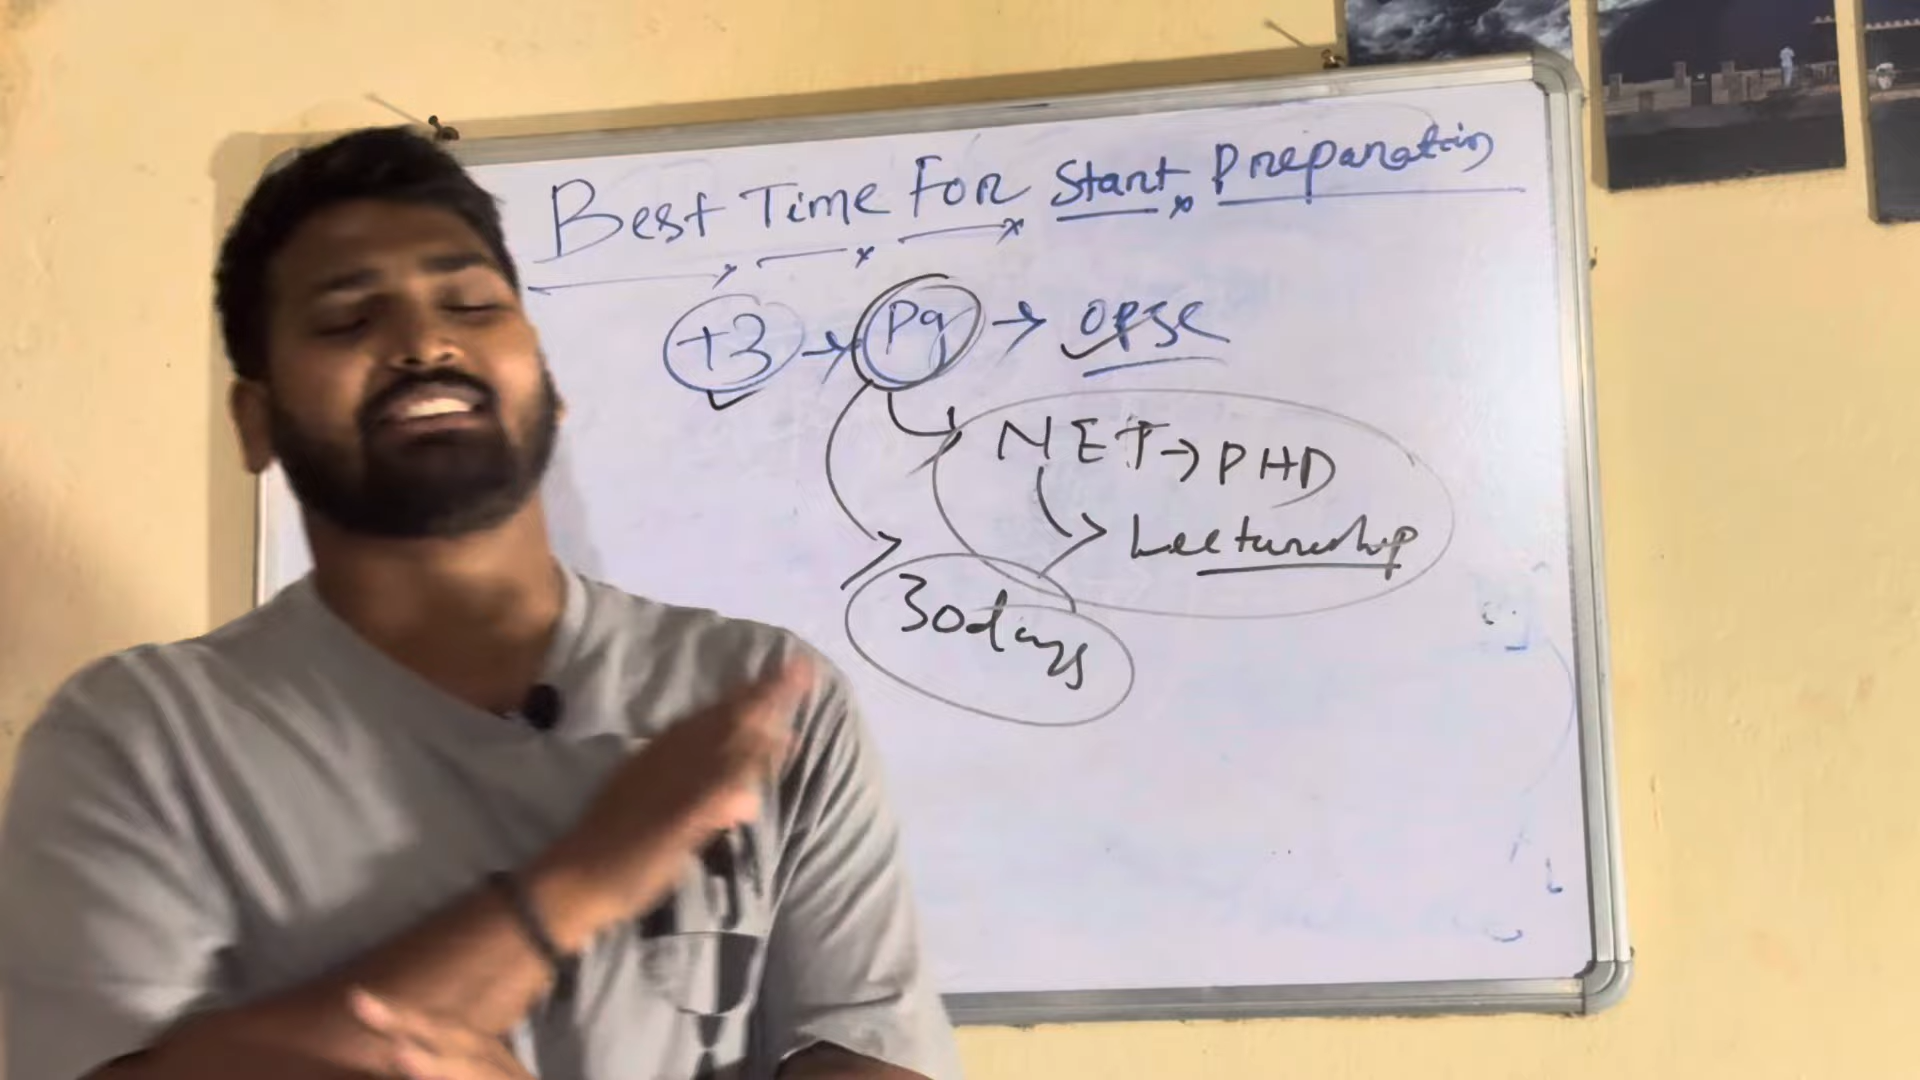 Best Time For Start Preparation
+3 → Pg → OPSC
NET → PHD
Lectureship
30days